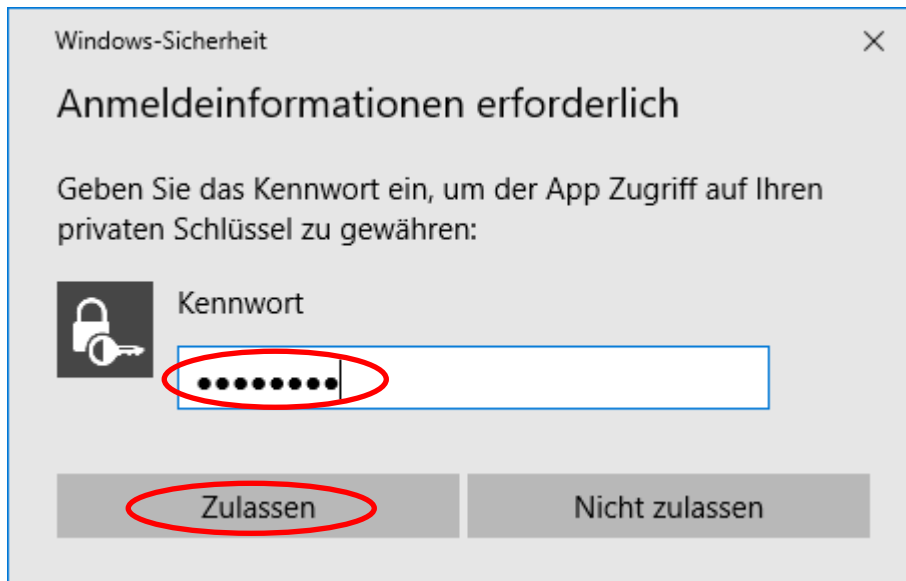 Windows-Sicherheit
Anmeldeinformationen erforderlich
Geben Sie das Kennwort ein, um der App Zugriff auf Ihren
privaten Schlüssel zu gewähren:
Kennwort
●●●●●●●●
Zulassen
Nicht zulassen